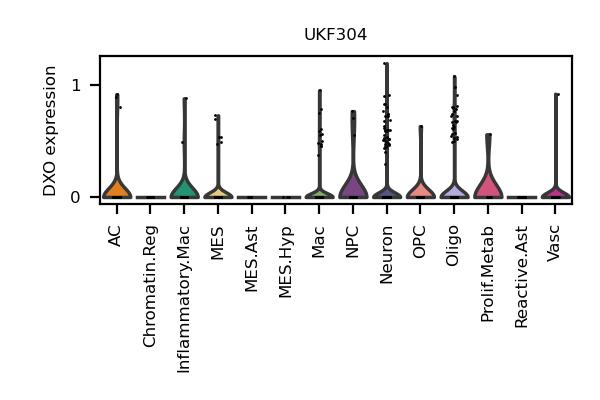 UKF304
DXO expression
1
0
AC
Chromatin.Reg
Inflammatory.Mac
MES
MES.Ast
MES.Hyp
Mac
NPC
Neuron
OPC
Oligo
Prolif.Metab
Reactive.Ast
Vasc